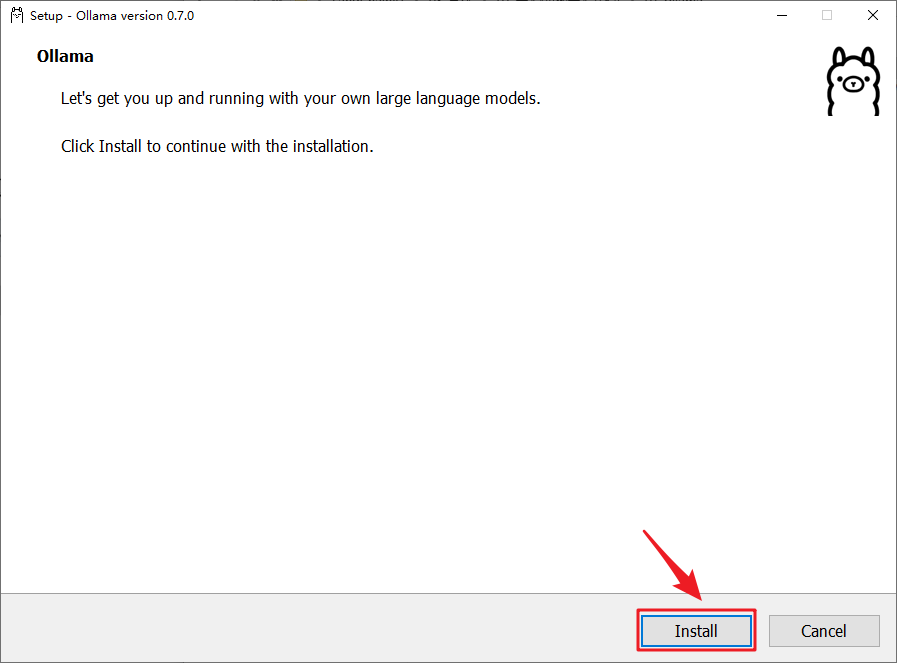 Setup - Ollama version 0.7.0
Ollama
Let's get you up and running with your own large language models.
Click Install to continue with the installation.
Install
Cancel